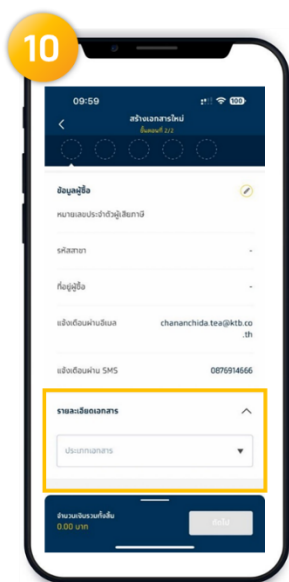 10
09:59
100
สร้างเอกสารใหม่
ขั้นตอนที่ 2/2
ข้อมูลผู้ซื้อ
หมายเลขประจำตัวผู้เสียภาษี
รหัสสาขา -
ที่อยู่ผู้ซื้อ -
แจ้งเตือนผ่านอีเมล chananchida.tea@ktb.co
.th
แจ้งเตือนผ่าน SMS 0876914666
รายละเอียดเอกสาร
ประเภทเอกสาร
จำนวนเงินรวมทั้งสิ้น
0.00 บาท
ถัดไป